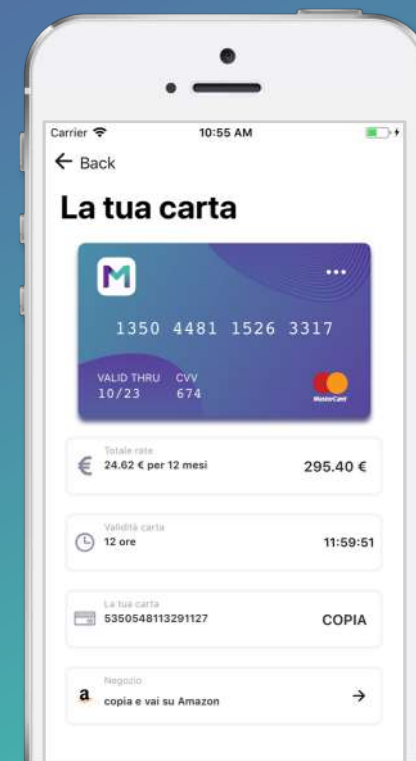 Carrier
10:55 AM
← Back
La tua carta
M
1350 4481 1526 3317
VALID THRU CVV
10/23 674
MasterCard
Totale rate
€ 24.62 € per 12 mesi 295.40 €
Validità carta
12 ore 11:59:51
La tua carta
5350548113291127 COPIA
Negozio
a copia e vai su Amazon →